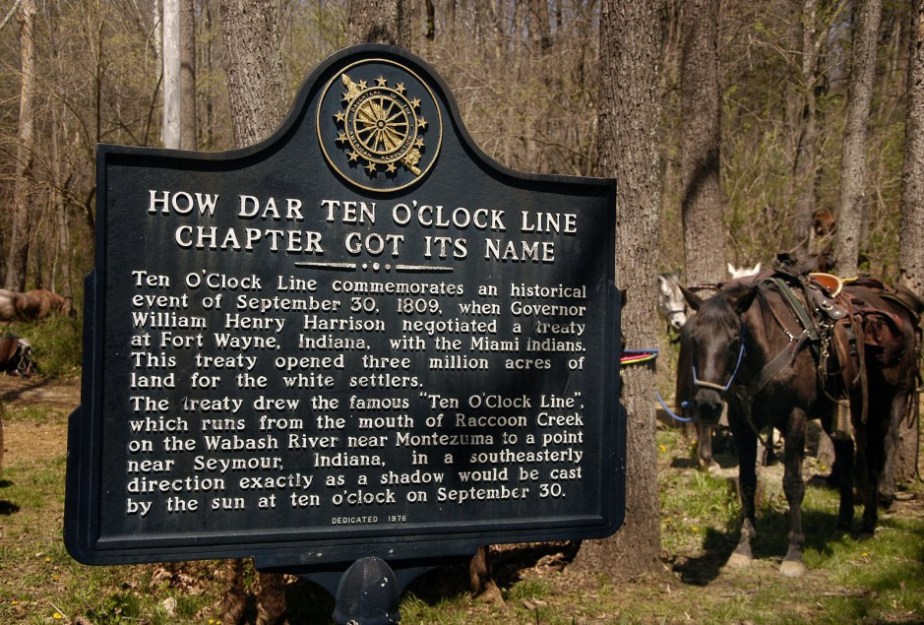 HOW DAR TEN O'CLOCK LINE
CHAPTER GOT ITS NAME
Ten O'Clock Line commemorates an historical
event of September 30, 1809, when Governor
William Henry Harrison negotiated a treaty
at Fort Wayne, Indiana, with the Miami Indians.
This treaty opened three million acres of
land for the white settlers.
The treaty drew the famous "Ten O'Clock Line",
which runs from the mouth of Raccoon Creek
on the Wabash River near Montezuma to a point
near Seymour, Indiana, in a southeasterly
direction exactly as a shadow would be cast
by the sun at ten o'clock on September 30.
DEDICATED 1976